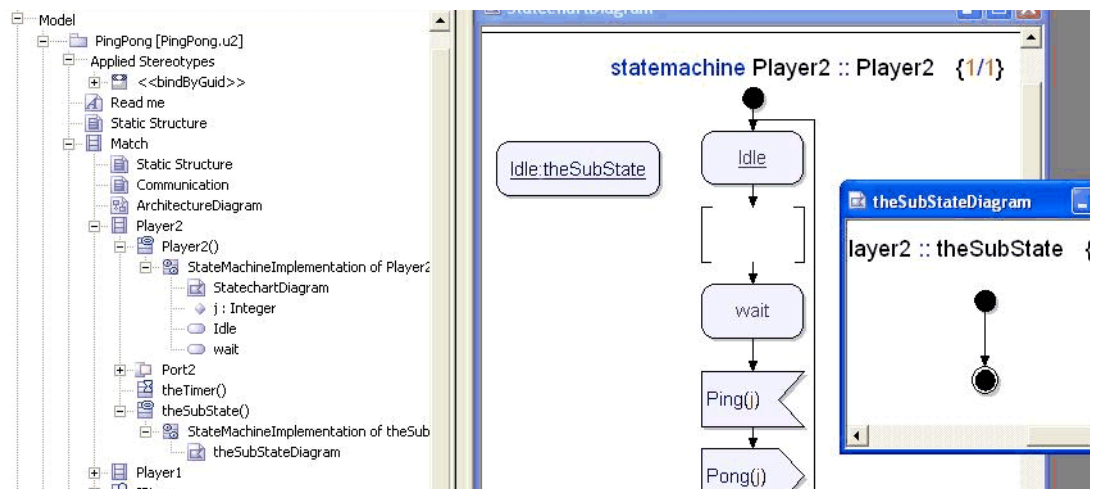 Model
PingPong [PingPong.u2]
Applied Stereotypes
<<bindByGuid>>
Read me
Static Structure
Match
Static Structure
Communication
ArchitectureDiagram
Player2
Player2()
StateMachineImplementation of Player2
StatechartDiagram
j : Integer
Idle
wait
Port2
theTimer()
theSubState()
StateMachineImplementation of theSub
theSubStateDiagram
Player1
StatechartDiagram
statemachine Player2 :: Player2 {1/1}
Idle:theSubState
Idle
wait
Ping(j)
Pong(j)
theSubStateDiagram
layer2 :: theSubState {